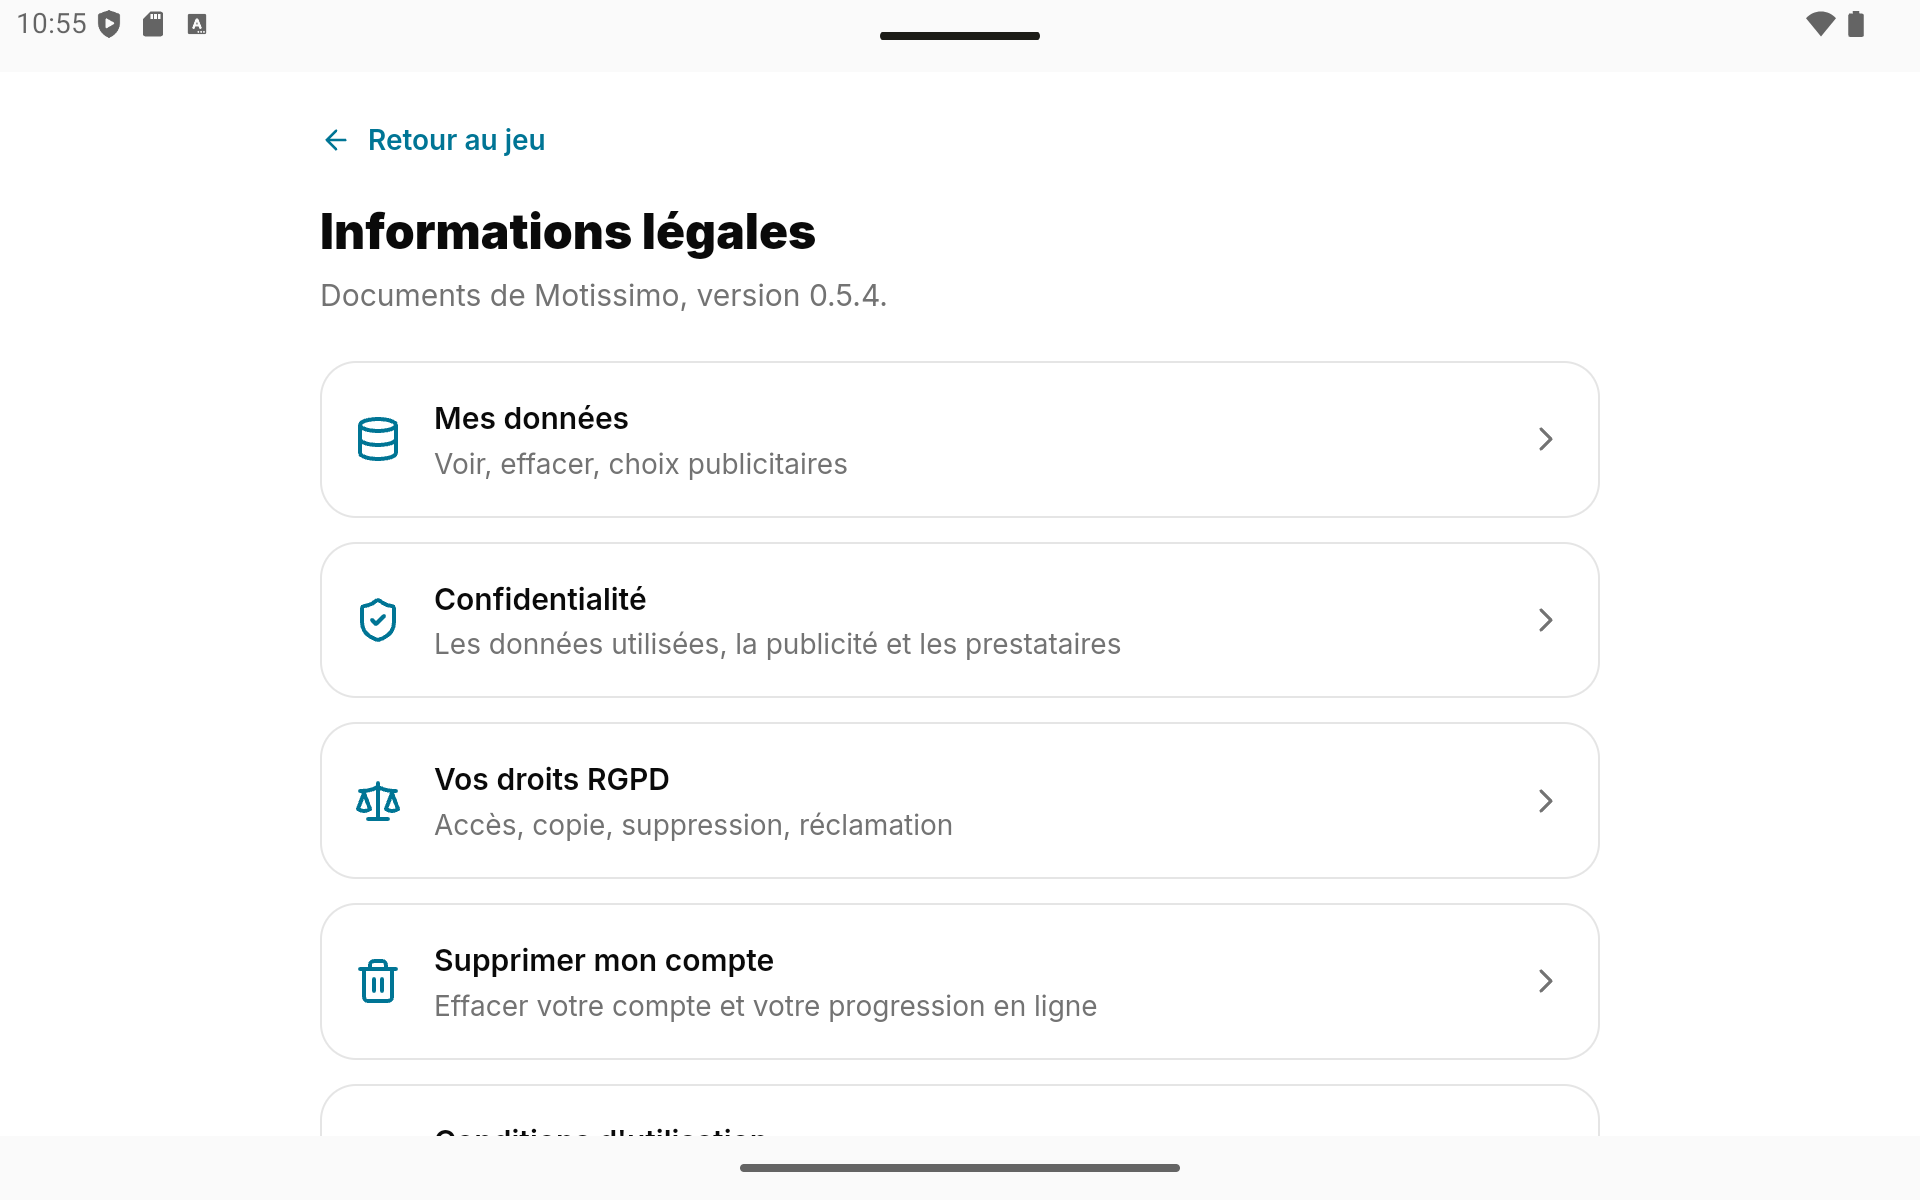 10:55
Retour au jeu
Informations légales
Documents de Motissimo, version 0.5.4.
Mes données
Voir, effacer, choix publicitaires
Confidentialité
Les données utilisées, la publicité et les prestataires
Vos droits RGPD
Accès, copie, suppression, réclamation
Supprimer mon compte
Effacer votre compte et votre progression en ligne
Conditions d'utilisation